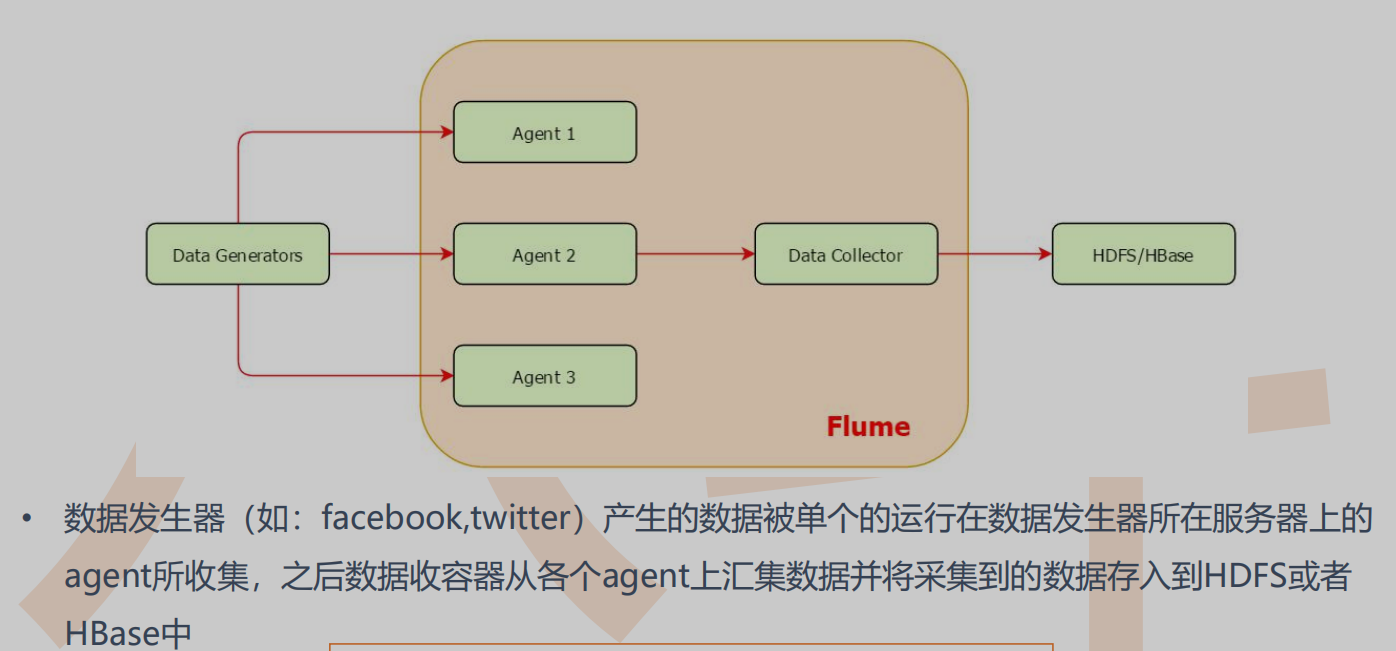 Agent 1
Data Generators
Agent 2
Data Collector
HDFS/HBase
Agent 3
Flume
• 数据发生器（如：facebook,twitter）产生的数据被单个的运行在数据发生器所在服务器上的
agent所收集，之后数据收容器从各个agent上汇集数据并将采集到的数据存入到HDFS或者
HBase中